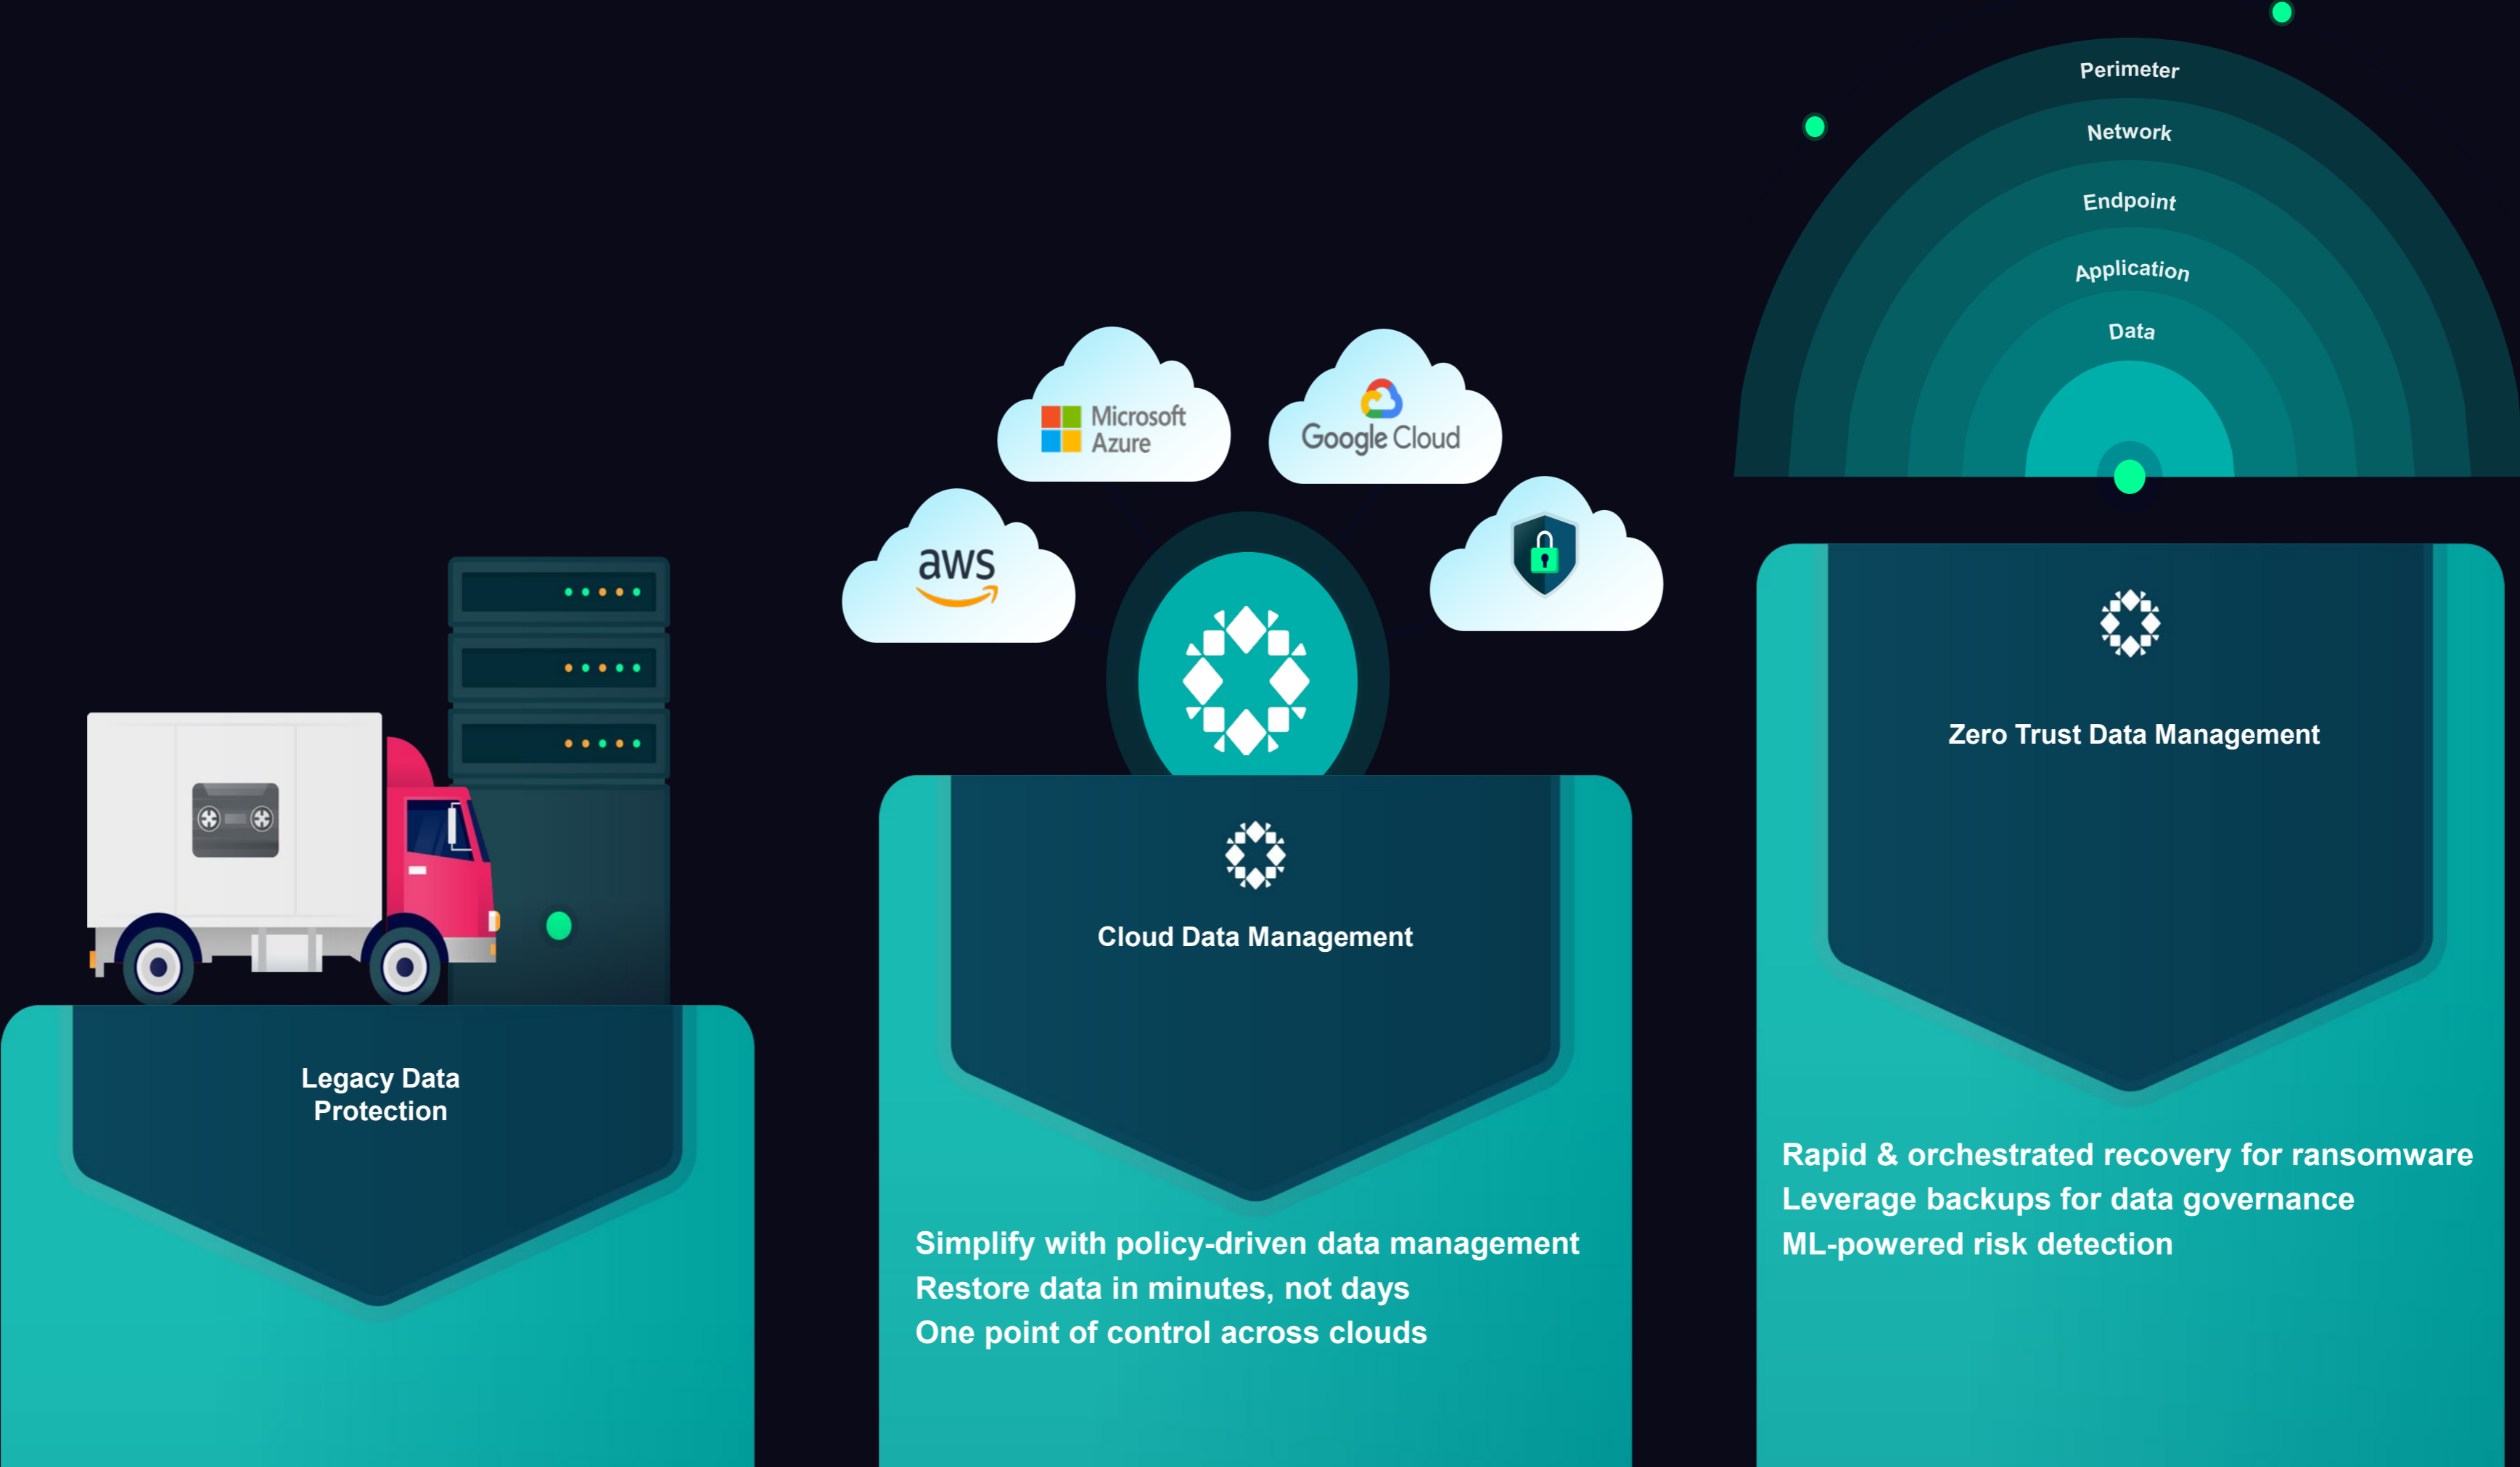 Perimeter
Network
Endpoint
Application
Data
Microsoft
Azure
Google Cloud
aws
Legacy Data
Protection
Cloud Data Management
Simplify with policy-driven data management
Restore data in minutes, not days
One point of control across clouds
Zero Trust Data Management
Rapid & orchestrated recovery for ransomware
Leverage backups for data governance
ML-powered risk detection